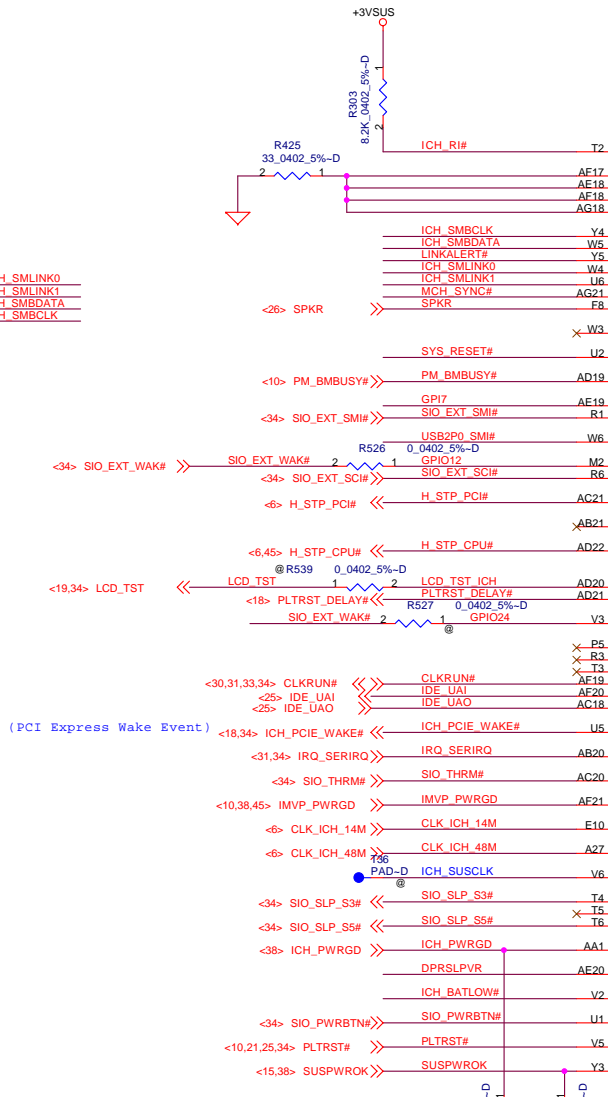 +3VSUS
1
R303
8.2K_0402_5%~D
2
ICH_RI# T2
R425
33_0402_5%~D
2 1 AF17
AE18
AF18
AG18
ICH_SMBCLK Y4
ICH_SMBDATA W5
LINKALERT# Y5
H_SMLINK0 ICH_SMLINK0 W4
H_SMLINK1 ICH_SMLINK1 U6
H_SMBDATA MCH_SYNC# AG21
H_SMBCLK
<26> SPKR SPKR F8
W3
SYS_RESET# U2
<10> PM_BMBUSY# PM_BMBUSY# AD19
GPI7 AE19
<34> SIO_EXT_SMI# SIO_EXT_SMI# R1
USB2P0_SMI# W6
R526 0_0402_5%~D
<34> SIO_EXT_WAK# SIO_EXT_WAK# 2 1 GPIO12 M2
<34> SIO_EXT_SCI# SIO_EXT_SCI# R6
<6> H_STP_PCI# H_STP_PCI# AC21
AB21
<6,45> H_STP_CPU# H_STP_CPU# AD22
@ R539 0_0402_5%~D
<19,34> LCD_TST LCD_TST 1 2 LCD_TST_ICH AD20
<18> PLTRST_DELAY# PLTRST_DELAY# AD21
R527 0_0402_5%~D
SIO_EXT_WAK# 2 1 GPIO24 V3
@
P5
R3
T3
<30,31,33,34> CLKRUN# CLKRUN# AF19
<25> IDE_UAI IDE_UAI AF20
<25> IDE_UAO IDE_UAO AC18
(PCI Express Wake Event) <18,34> ICH_PCIE_WAKE# ICH_PCIE_WAKE# U5
<31,34> IRQ_SERIRQ IRQ_SERIRQ AB20
<34> SIO_THRM# SIO_THRM# AC20
<10,38,45> IMVP_PWRGD IMVP_PWRGD AF21
<6> CLK_ICH_14M CLK_ICH_14M E10
<6> CLK_ICH_48M CLK_ICH_48M A27
T36
PAD~D ICH_SUSCLK V6
@
<34> SIO_SLP_S3# SIO_SLP_S3# T4
T5
<34> SIO_SLP_S5# SIO_SLP_S5# T6
<38> ICH_PWRGD ICH_PWRGD AA1
DPRSLPVR AE20
ICH_BATLOW# V2
<34> SIO_PWRBTN# SIO_PWRBTN# U1
<10,21,25,34> PLTRST# PLTRST# V5
<15,38> SUSPWROK SUSPWROK Y3
~D 1 1 ~D